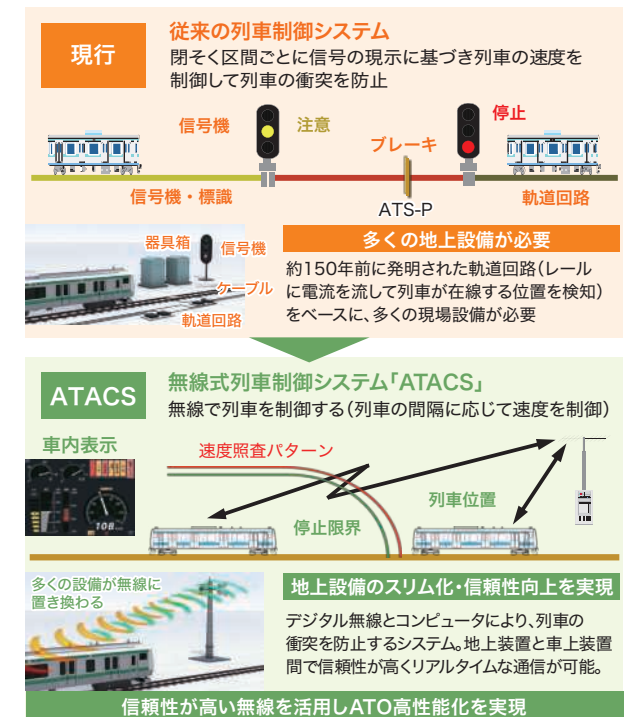 現行
従来の列車制御システム
閉そく区間ごとに信号の現示に基づき列車の速度を
制御して列車の衝突を防止
信号機
注意
ブレーキ
停止
信号機・標識
ATS-P
軌道回路
器具箱
信号機
ケーブル
軌道回路
多くの地上設備が必要
約150年前に発明された軌道回路（レール
に電流を流して列車が在線する位置を検知）
をベースに、多くの現場設備が必要
ATACS
無線式列車制御システム「ATACS」
無線で列車を制御する（列車の間隔に応じて速度を制御）
車内表示
108
速度照査パターン
停止限界
列車位置
多くの設備が無線に
置き換わる
地上設備のスリム化・信頼性向上を実現
デジタル無線とコンピュータにより、列車の
衝突を防止するシステム。地上装置と車上装置
間で信頼性が高くリアルタイムな通信が可能。
信頼性が高い無線を活用しATO高性能化を実現